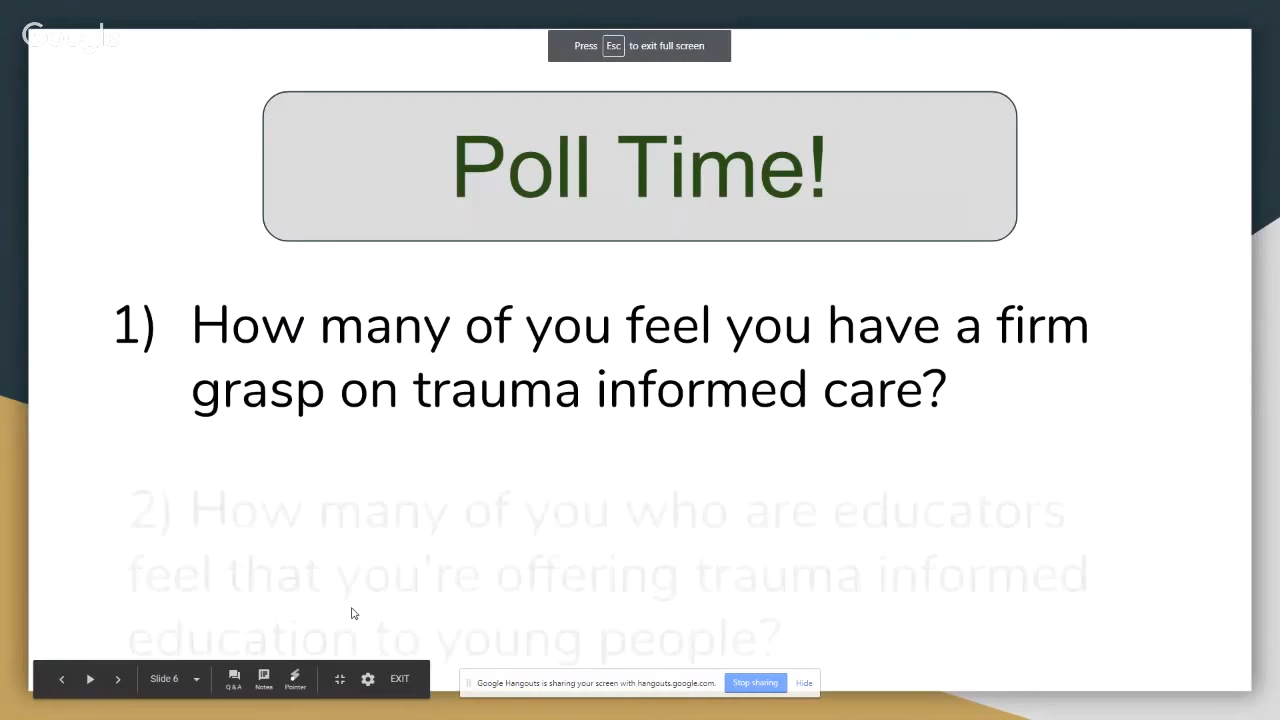 Google
Press Esc to exit full screen
Poll Time!
1) How many of you feel you have a firm
grasp on trauma informed care?
2) How many of you who are educators
feel that you're offering trauma informed
education to young people?
Slide 6
Q & A
Notes
Pointer
EXIT
Google Hangouts is sharing your screen with hangouts.google.com.
Stop sharing
Hide